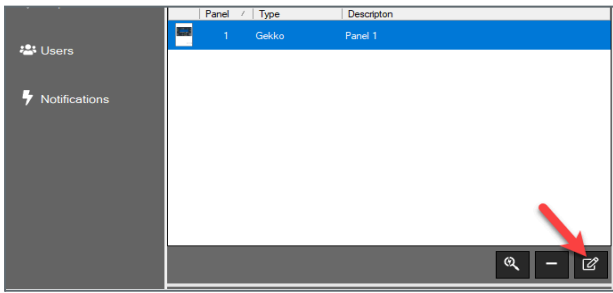 Panel / Type Descripton
1 Gekko Panel 1
Users
Notifications